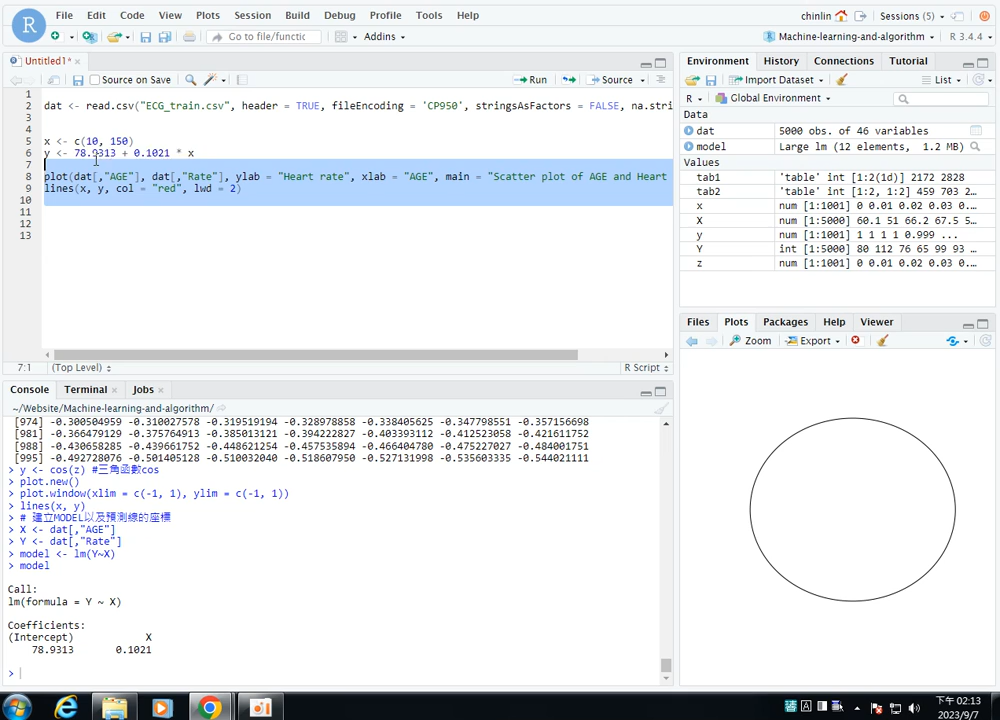 File Edit Code View Plots Session Build Debug Profile Tools Help
chinlin Sessions (5)
Go to file/functic Addins
Machine-learning-and-algorithm R 3.4.4
Untitled1* Source on Save Run Source
1
2 dat <- read.csv("ECG_train.csv", header = TRUE, fileEncoding = 'CP950', stringsAsFactors = FALSE, na.stri
3
4
5 x <- c(10, 150)
6 y <- 78.9313 + 0.1021 * x
7
8 plot(dat[,"AGE"], dat[,"Rate"], ylab = "Heart rate", xlab = "AGE", main = "Scatter plot of AGE and Heart
9 lines(x, y, col = "red", lwd = 2)
10
11
12
13
7:1 (Top Level) R Script
Console Terminal Jobs
~/Website/Machine-learning-and-algorithm/
[974] -0.300504959 -0.310027578 -0.319519194 -0.328978858 -0.338405625 -0.347798551 -0.357156698
[981] -0.366479129 -0.375764913 -0.385013121 -0.394222827 -0.403393112 -0.412523058 -0.421611752
[988] -0.430658285 -0.439661752 -0.448621254 -0.457535894 -0.466404780 -0.475227027 -0.484001751
[995] -0.492728076 -0.501405128 -0.510032040 -0.518607950 -0.527131998 -0.535603335 -0.544021111
> y <- cos(z) #三角函數cos
> plot.new()
> plot.window(xlim = c(-1, 1), ylim = c(-1, 1))
> lines(x, y)
> # 建立MODEL以及預測線的座標
> X <- dat[,"AGE"]
> Y <- dat[,"Rate"]
> model <- lm(Y~X)
> model
Call:
lm(formula = Y ~ X)
Coefficients:
(Intercept) X
78.9313 0.1021
>
Environment History Connections Tutorial
Import Dataset List
R Global Environment
Data
dat 5000 obs. of 46 variables
model Large lm (12 elements, 1.2 MB)
Values
tab1 'table' int [1:2(1d)] 2172 2828
tab2 'table' int [1:2, 1:2] 459 703 2…
x num [1:1001] 0 0.01 0.02 0.03 0.…
X num [1:5000] 60.1 51 66.2 67.5 5…
y num [1:1001] 1 1 1 1 0.999 ...
Y int [1:5000] 80 112 76 65 99 93 …
z num [1:1001] 0 0.01 0.02 0.03 0.…
Files Plots Packages Help Viewer
Zoom Export
下午 02:13
2023/9/7